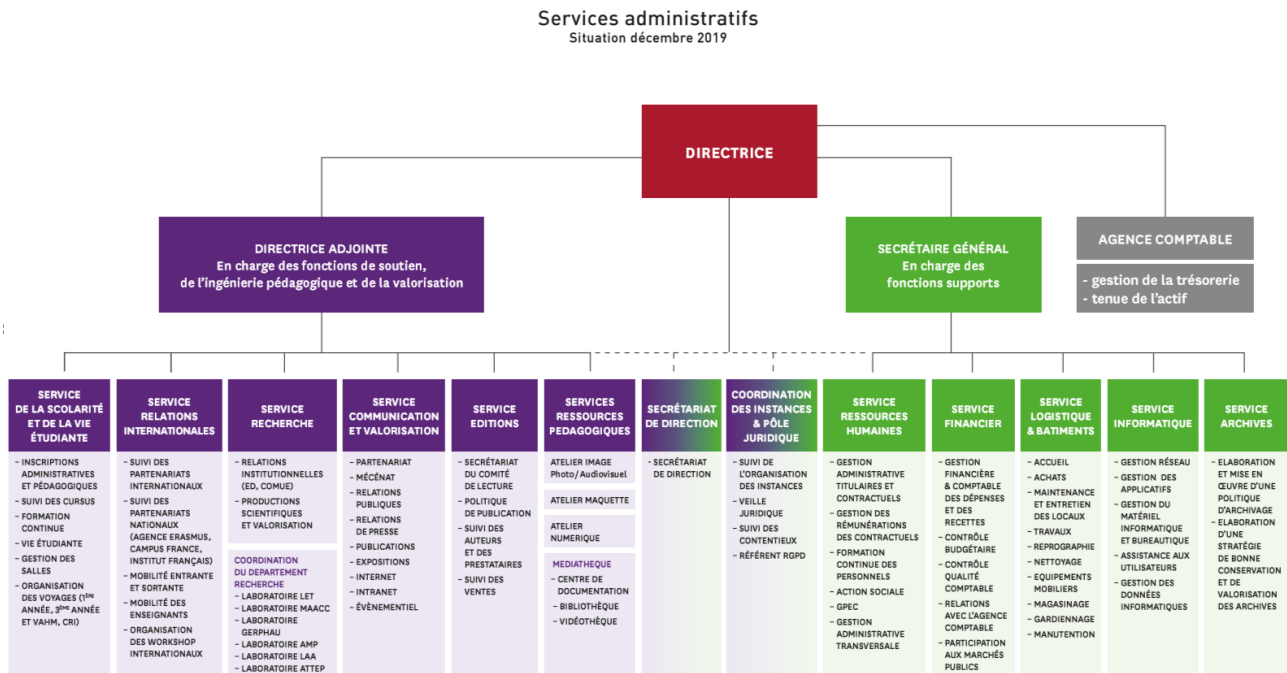 Services administratifs
Situation décembre 2019
DIRECTRICE
DIRECTRICE ADJOINTE
En charge des fonctions de soutien,
de l'ingénierie pédagogique et de la valorisation
SECRÉTAIRE GÉNÉRAL
En charge des
fonctions supports
AGENCE COMPTABLE
- gestion de la trésorerie
- tenue de l'actif
SERVICE
DE LA SCOLARITÉ
ET DE LA VIE
ÉTUDIANTE
– INSCRIPTIONS
ADMINISTRATIVES
ET PÉDAGOGIQUES
– SUIVI DES CURSUS
– FORMATION
CONTINUE
– VIE ÉTUDIANTE
– GESTION DES
SALLES
– ORGANISATION
DES VOYAGES (1ÈRE
ANNÉE, 3ÈME ANNÉE
ET VAHM, CRI)
SERVICE
RELATIONS
INTERNATIONALES
– SUIVI DES
PARTENARIATS
INTERNATIONAUX
– SUIVI DES
PARTENARIATS
NATIONAUX
(AGENCE ERASMUS,
CAMPUS FRANCE,
INSTITUT FRANÇAIS)
– MOBILITÉ ENTRANTE
ET SORTANTE
– MOBILITÉ DES
ENSEIGNANTS
– ORGANISATION
DES WORKSHOP
INTERNATIONAUX
SERVICE
RECHERCHE
– RELATIONS
INSTITUTIONNELLES
(ED, COMUE)
– PRODUCTIONS
SCIENTIFIQUES
ET VALORISATION
COORDINATION
DU DEPARTEMENT
RECHERCHE
– LABORATOIRE LET
– LABORATOIRE MAACC
– LABORATOIRE
GERPHAU
– LABORATOIRE AMP
– LABORATOIRE LAA
– LABORATOIRE ATTEP
SERVICE
COMMUNICATION
ET VALORISATION
– PARTENARIAT
– MÉCÉNAT
– RELATIONS
PUBLIQUES
– RELATIONS
DE PRESSE
– PUBLICATIONS
– EXPOSITIONS
– INTERNET
– INTRANET
– ÉVÈNEMENTIEL
SERVICE
EDITIONS
– SECRÉTARIAT
DU COMITÉ
DE LECTURE
– POLITIQUE
DE PUBLICATION
– SUIVI DES
AUTEURS
ET DES
PRESTATAIRES
– SUIVI DES
VENTES
SERVICES
RESSOURCES
PEDAGOGIQUES
ATELIER IMAGE
Photo/Audiovisuel
ATELIER MAQUETTE
ATELIER
NUMERIQUE
MEDIATHEQUE
– CENTRE DE
DOCUMENTATION
– BIBLIOTHÈQUE
– VIDÉOTHÈQUE
SECRÉTARIAT
DE DIRECTION
– SECRÉTARIAT
DE DIRECTION
COORDINATION
DES INSTANCES
& PÔLE
JURIDIQUE
– SUIVI DE
L'ORGANISATION
DES INSTANCES
– VEILLE
JURIDIQUE
– SUIVI DES
CONTENTIEUX
– RÉFÉRENT RGPD
SERVICE
RESSOURCES
HUMAINES
– GESTION
ADMINISTRATIVE
TITULAIRES ET
CONTRACTUELS
– GESTION DES
RÉMUNÉRATIONS
DES CONTRACTUELS
– FORMATION
CONTINUE DES
PERSONNELS
– ACTION SOCIALE
– GPEC
– GESTION
ADMINISTRATIVE
TRANSVERSALE
SERVICE
FINANCIER
– GESTION
FINANCIÈRE
& COMPTABLE
DES DÉPENSES
ET DES
RECETTES
– CONTRÔLE
BUDGÉTAIRE
– CONTRÔLE
QUALITÉ
COMPTABLE
– RELATIONS
AVEC L'AGENCE
COMPTABLE
– PARTICIPATION
AUX MARCHÉS
PUBLICS
SERVICE
LOGISTIQUE
& BATIMENTS
– ACCUEIL
– ACHATS
– MAINTENANCE
ET ENTRETIEN
DES LOCAUX
– TRAVAUX
– REPROGRAPHIE
– NETTOYAGE
– EQUIPEMENTS
MOBILIERS
– MAGASINAGE
– GARDIENNAGE
– MANUTENTION
SERVICE
INFORMATIQUE
– GESTION RÉSEAU
– GESTION DES
APPLICATIFS
– GESTION DU
MATÉRIEL
INFORMATIQUE
ET BUREAUTIQUE
– ASSISTANCE AUX
UTILISATEURS
– GESTION DES
DONNÉES
INFORMATIQUES
SERVICE
ARCHIVES
– ELABORATION
ET MISE EN
ŒUVRE D'UNE
POLITIQUE
D'ARCHIVAGE
– ELABORATION
D'UNE
STRATÉGIE
DE BONNE
CONSERVATION
ET DE
VALORISATION
DES ARCHIVES